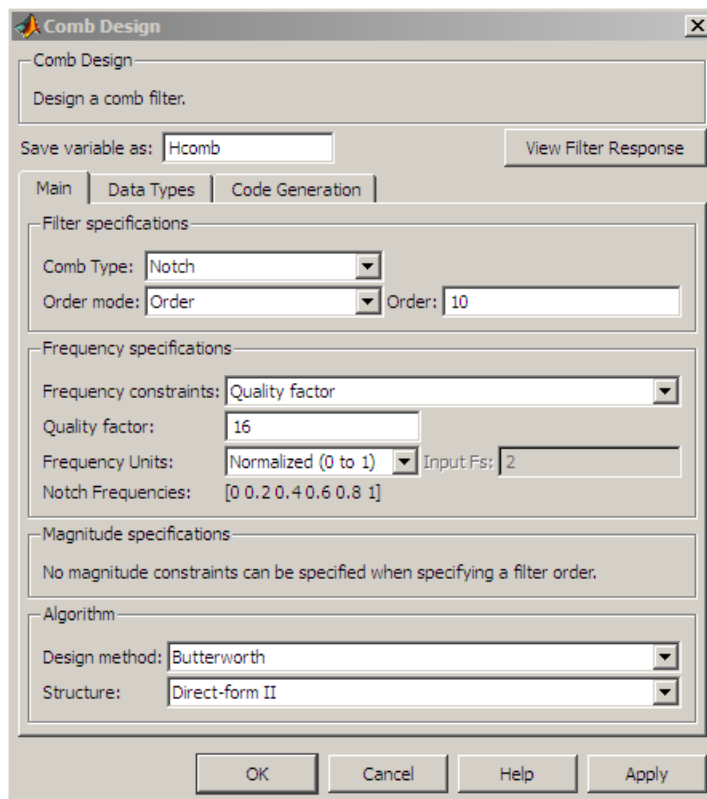 Comb Design
Comb Design
Design a comb filter.
Save variable as: Hcomb View Filter Response
Main Data Types Code Generation
Filter specifications
Comb Type: Notch
Order mode: Order Order: 10
Frequency specifications
Frequency constraints: Quality factor
Quality factor: 16
Frequency Units: Normalized (0 to 1) Input Fs: 2
Notch Frequencies: [0 0.2 0.4 0.6 0.8 1]
Magnitude specifications
No magnitude constraints can be specified when specifying a filter order.
Algorithm
Design method: Butterworth
Structure: Direct-form II
OK Cancel Help Apply